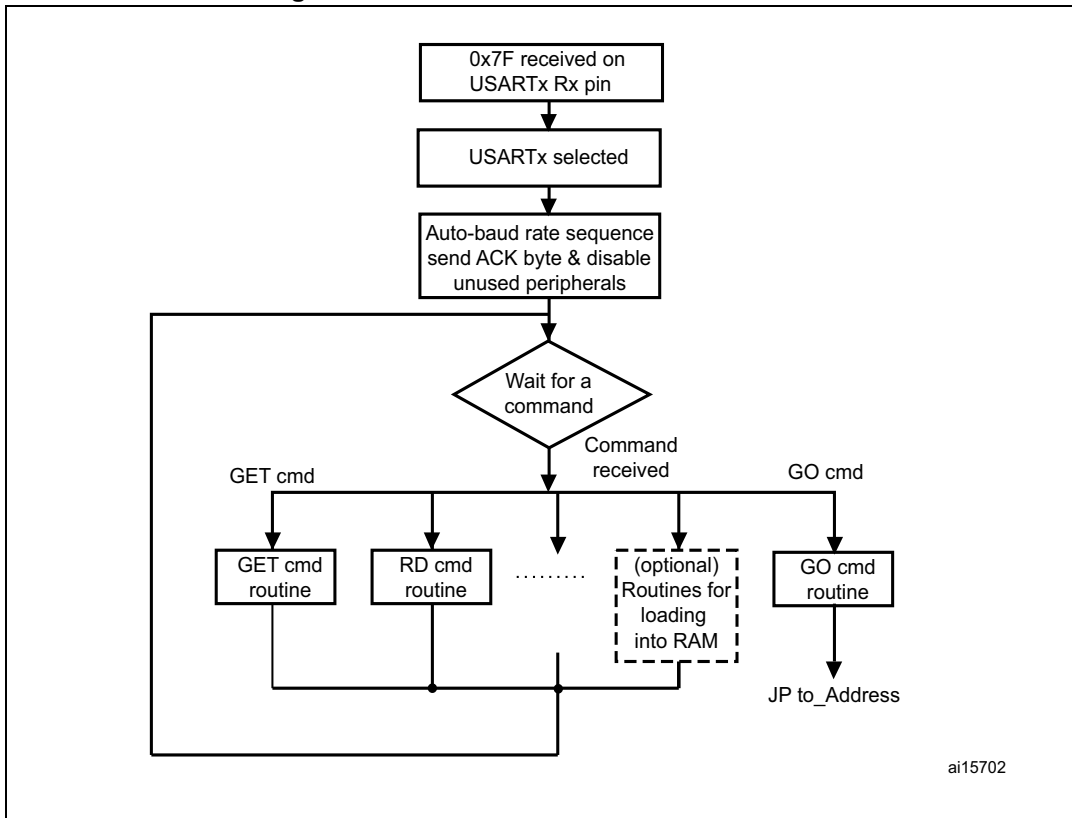 0x7F received on
USARTx Rx pin
USARTx selected
Auto-baud rate sequence
send ACK byte & disable
unused peripherals
Wait for a
command
Command
received
GET cmd
GO cmd
GET cmd
routine
RD cmd
routine
.........
(optional)
Routines for
loading
into RAM
GO cmd
routine
JP to_Address
ai15702